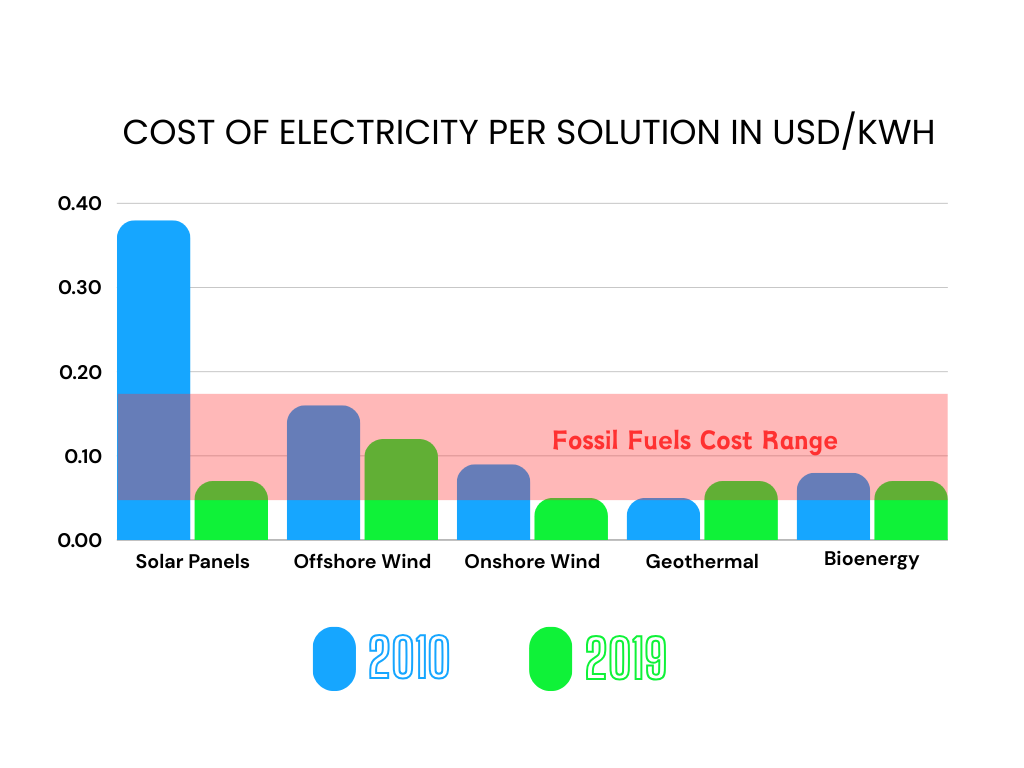 COST OF ELECTRICITY PER SOLUTION IN USD/KWH
0.40
0.30
0.20
0.10
0.00
Fossil Fuels Cost Range
Solar Panels Offshore Wind Onshore Wind Geothermal Bioenergy
2010 2019